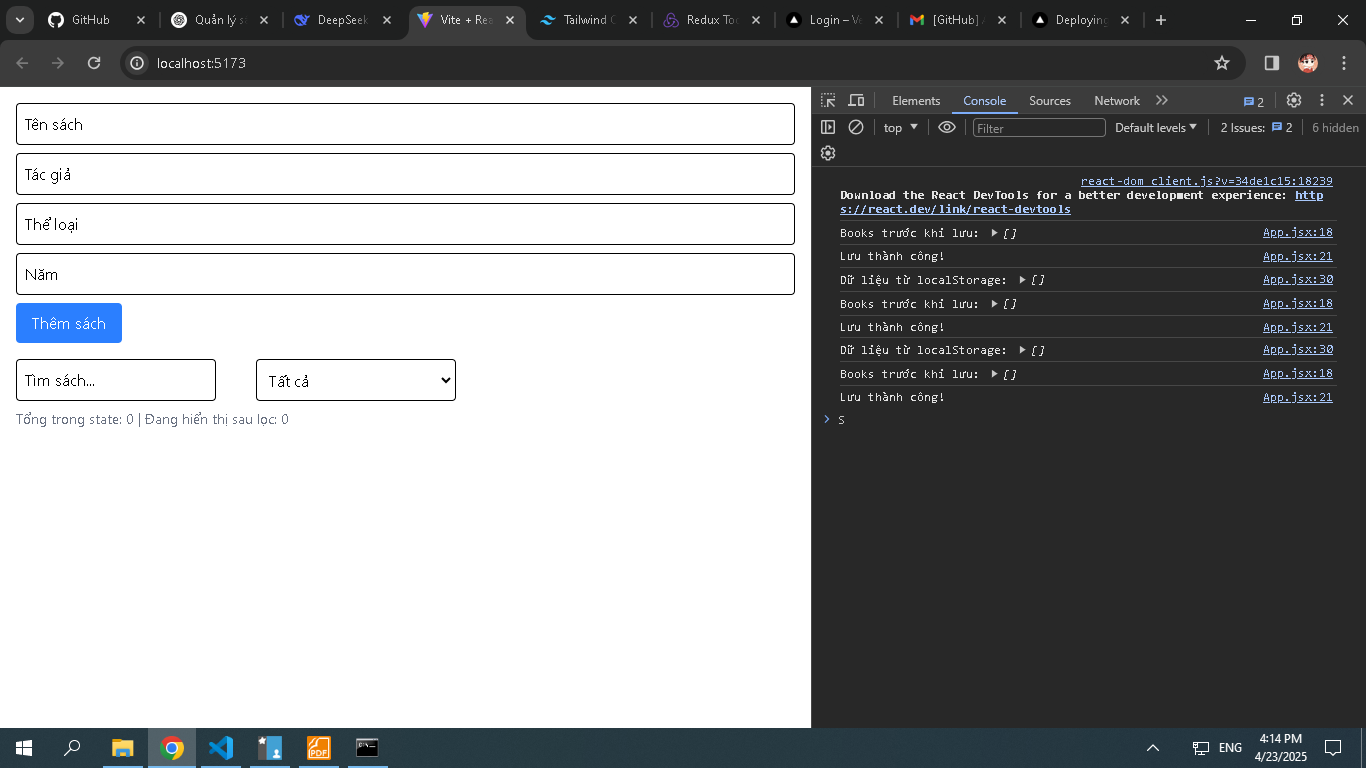 GitHub
Quản lý s
DeepSeek
Vite + Rea
Tailwind C
Redux Too
Login – Ve
[GitHub] A
Deploying
localhost:5173
Tên sách
Tác giả
Thể loại
Năm
Thêm sách
Tìm sách... Tất cả
Tổng trong state: 0 | Đang hiển thị sau lọc: 0
Elements Console Sources Network 2
top Filter Default levels 2 Issues: 2 6 hidden
react-dom_client.js?v=34de1c15:18239
Download the React DevTools for a better development experience: http
s://react.dev/link/react-devtools
Books trước khi lưu: ▶ [] App.jsx:18
Lưu thành công! App.jsx:21
Dữ liệu từ localStorage: ▶ [] App.jsx:30
Books trước khi lưu: ▶ [] App.jsx:18
Lưu thành công! App.jsx:21
Dữ liệu từ localStorage: ▶ [] App.jsx:30
Books trước khi lưu: ▶ [] App.jsx:18
Lưu thành công! App.jsx:21
> S
PDF
ENG
4:14 PM
4/23/2025